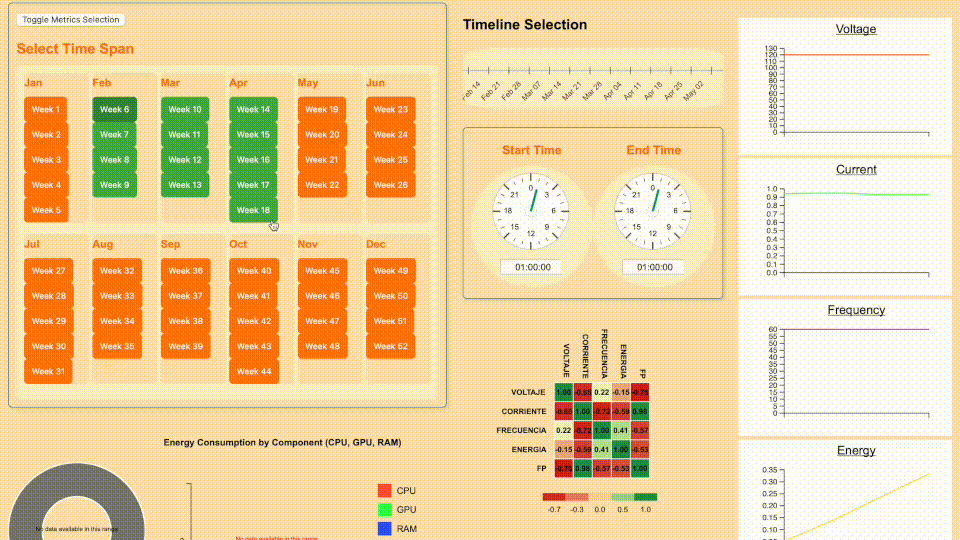 Toggle Metrics Selection
Select Time Span
Jan Feb Mar Apr May Jun
Week 1 Week 6 Week 10 Week 14 Week 19 Week 23
Week 2 Week 7 Week 11 Week 15 Week 20 Week 24
Week 3 Week 8 Week 12 Week 16 Week 21 Week 25
Week 4 Week 9 Week 13 Week 17 Week 22 Week 26
Week 5 Week 18
Jul Aug Sep Oct Nov Dec
Week 27 Week 32 Week 36 Week 40 Week 45 Week 49
Week 28 Week 33 Week 37 Week 41 Week 46 Week 50
Week 29 Week 34 Week 38 Week 42 Week 47 Week 51
Week 30 Week 35 Week 39 Week 43 Week 48 Week 52
Week 31 Week 44
Timeline Selection
Feb 14 Feb 21 Feb 28 Mar 07 Mar 14 Mar 21 Mar 28 Apr 04 Apr 11 Apr 18 Apr 25 May 02
Start Time End Time
0 3 6 9 12 15 18 21
0 3 6 9 12 15 18 21
01:00:00 01:00:00
VOLTAJE CORRIENTE FRECUENCIA ENERGIA FP
VOLTAJE 1.00 -0.65 0.22 -0.15 -0.75
CORRIENTE -0.65 1.00 -0.72 -0.59 0.98
FRECUENCIA 0.22 -0.72 1.00 0.41 -0.57
ENERGIA -0.15 -0.59 0.41 1.00 -0.53
FP -0.75 0.98 -0.57 -0.53 1.00
-0.7 -0.3 0.0 0.5 1.0
Energy Consumption by Component (CPU, GPU, RAM)
No data available in this range
No data available in this range
CPU
GPU
RAM
Voltage
130
120
110
100
90
80
70
60
50
40
30
20
10
0
Current
1.0
0.9
0.8
0.7
0.6
0.5
0.4
0.3
0.2
0.1
0.0
Frequency
60
55
50
45
40
35
30
25
20
15
10
5
0
Energy
0.35
0.30
0.25
0.20
0.15
0.10
0.05